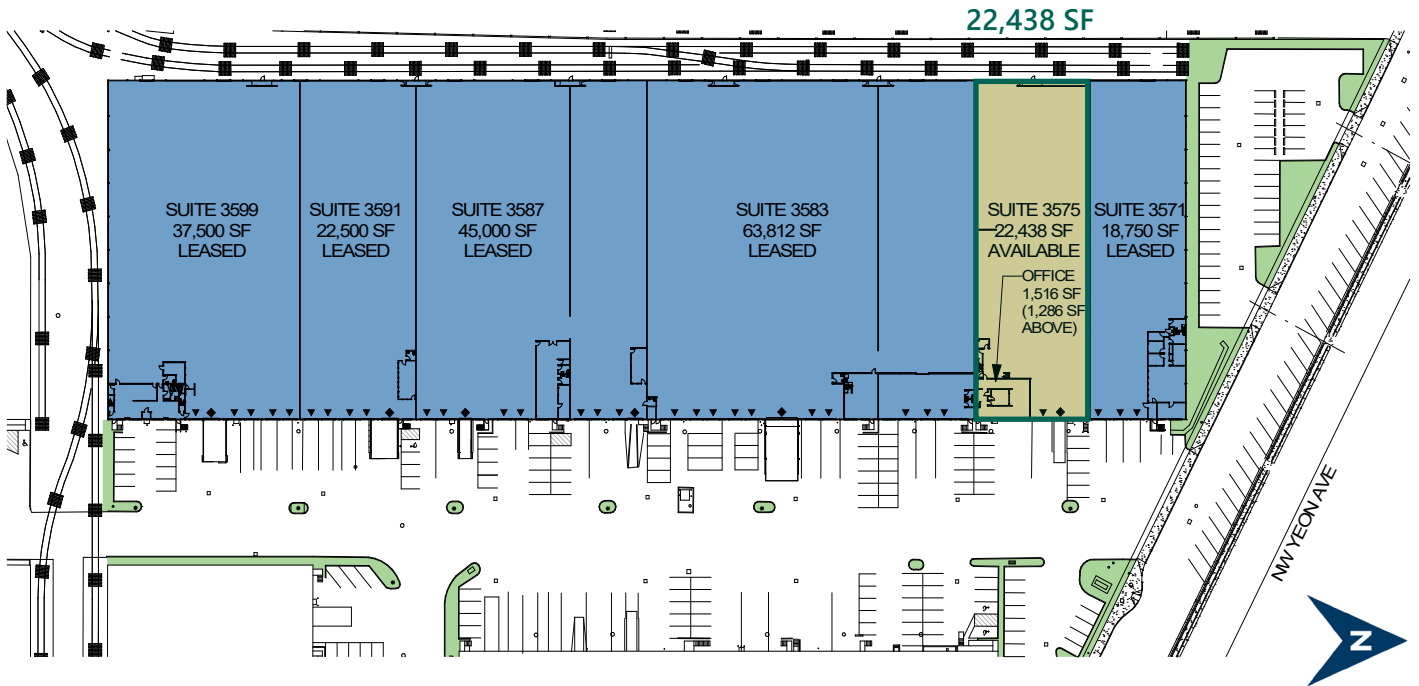 22,438 SF
SUITE 3599
37,500 SF
LEASED
SUITE 3591
22,500 SF
LEASED
SUITE 3587
45,000 SF
LEASED
SUITE 3583
63,812 SF
LEASED
SUITE 3575
22,438 SF
AVAILABLE
OFFICE
1,516 SF
(1,286 SF
ABOVE)
SUITE 3571
18,750 SF
LEASED
NW YEON AVE
N